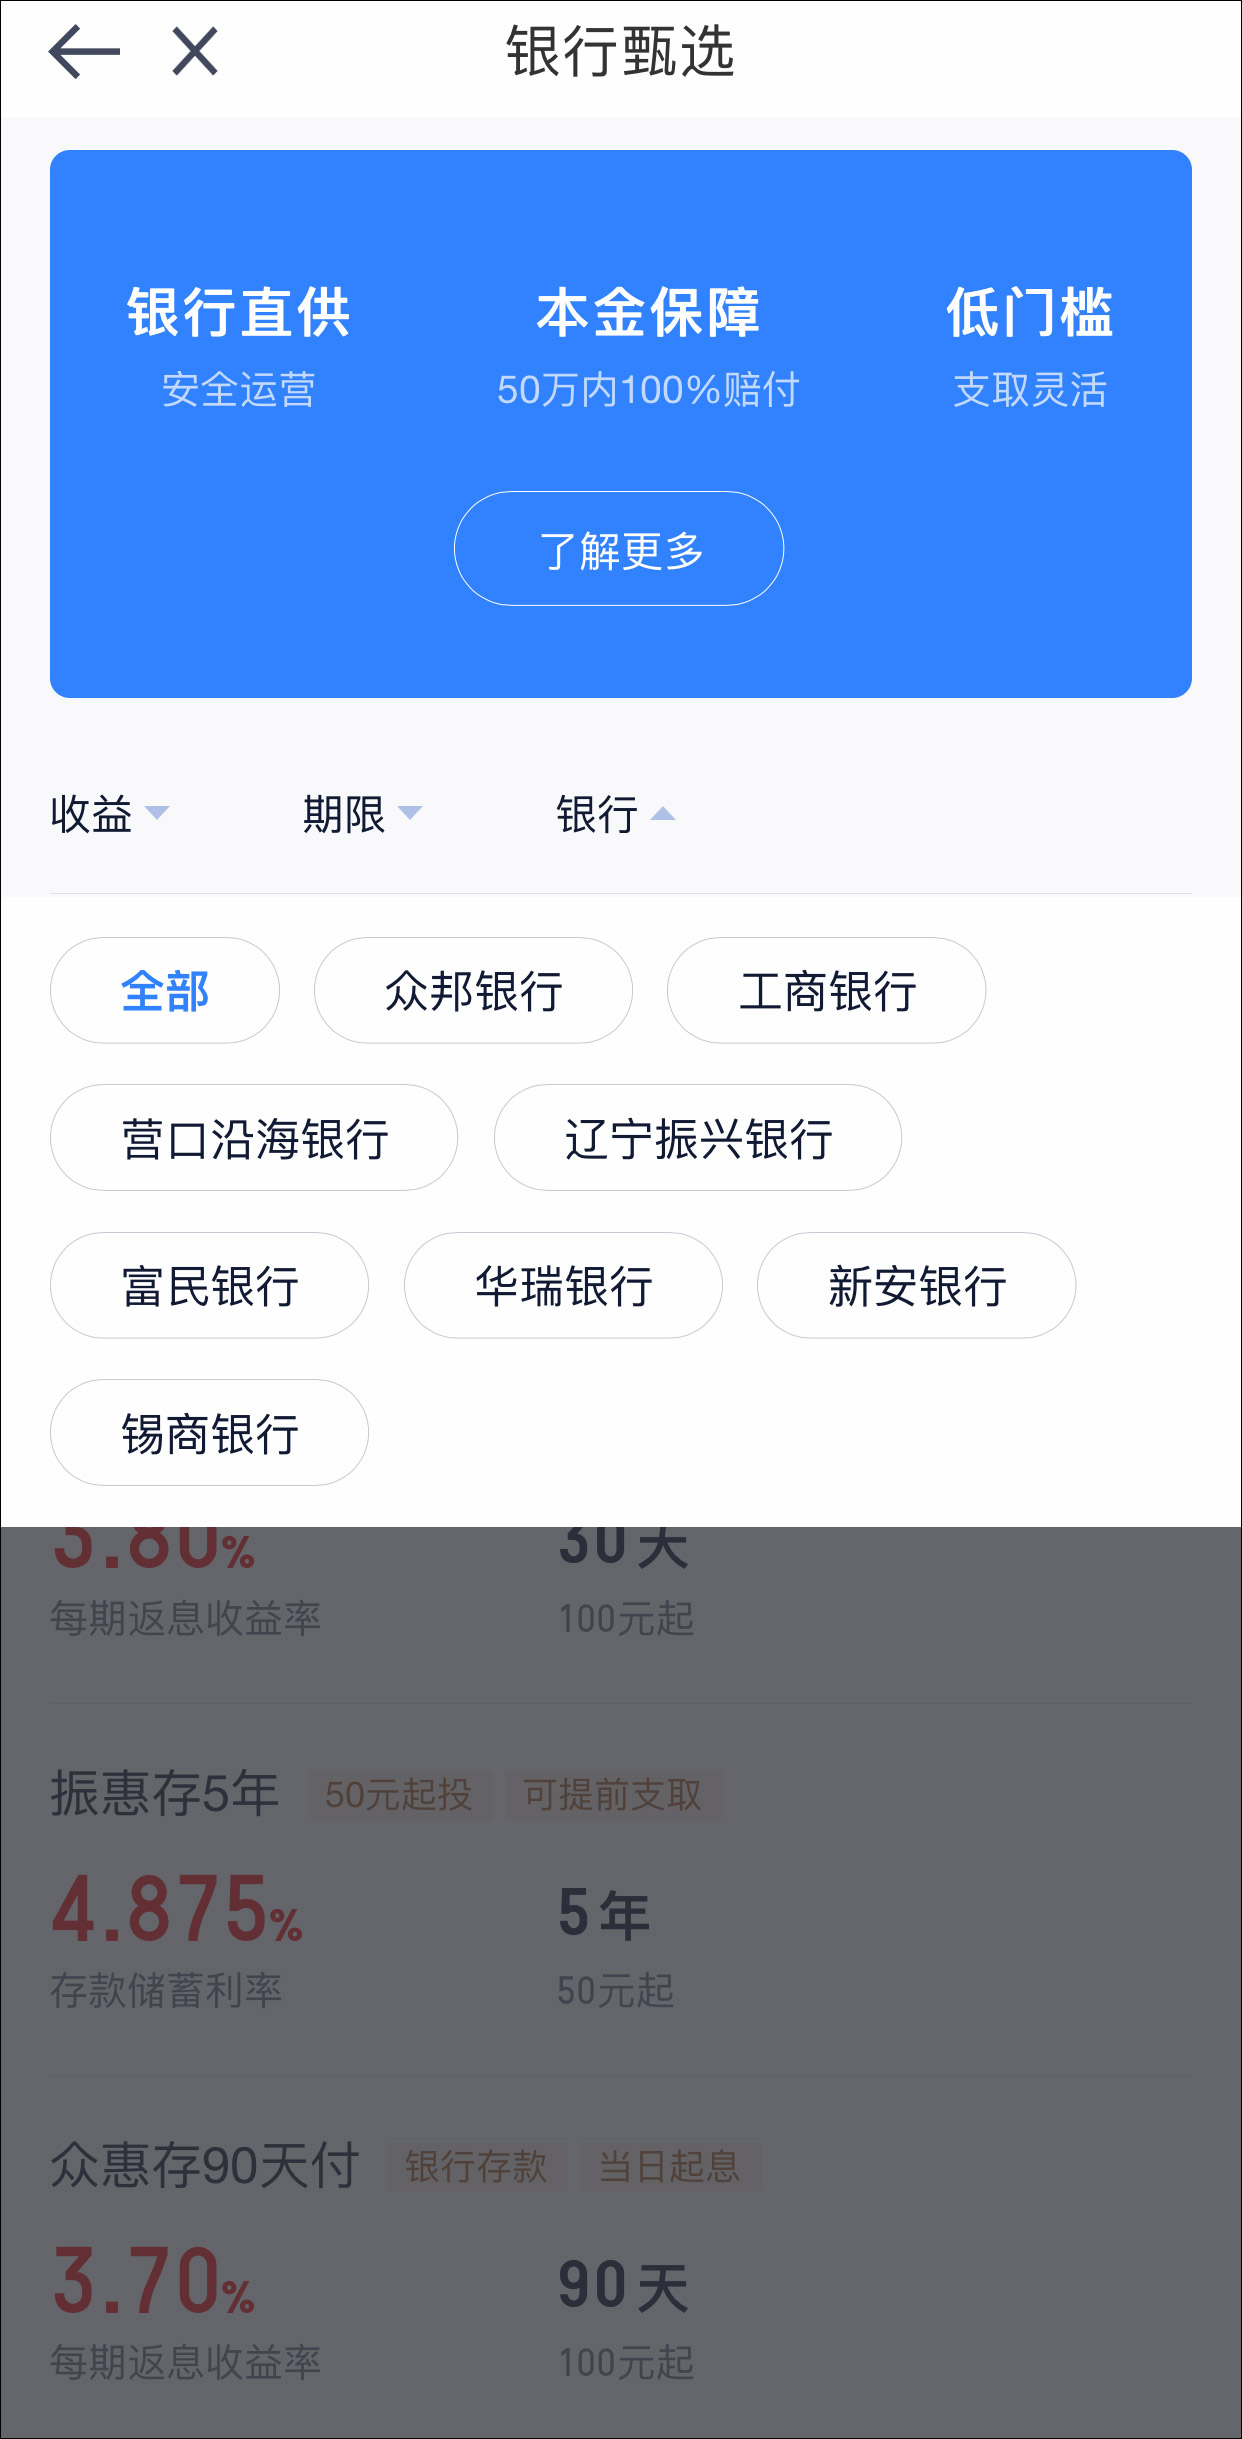 银行甄选
银行直供 本金保障 低门槛
安全运营 50万内100%赔付 支取灵活
了解更多
收益 期限 银行
全部 众邦银行 工商银行
营口沿海银行 辽宁振兴银行
富民银行 华瑞银行 新安银行
锡商银行
3.80% 30天
每期返息收益率 100元起
振惠存5年 50元起投 可提前支取
4.875% 5年
存款储蓄利率 50元起
众惠存90天付 银行存款 当日起息
3.70% 90天
每期返息收益率 100元起